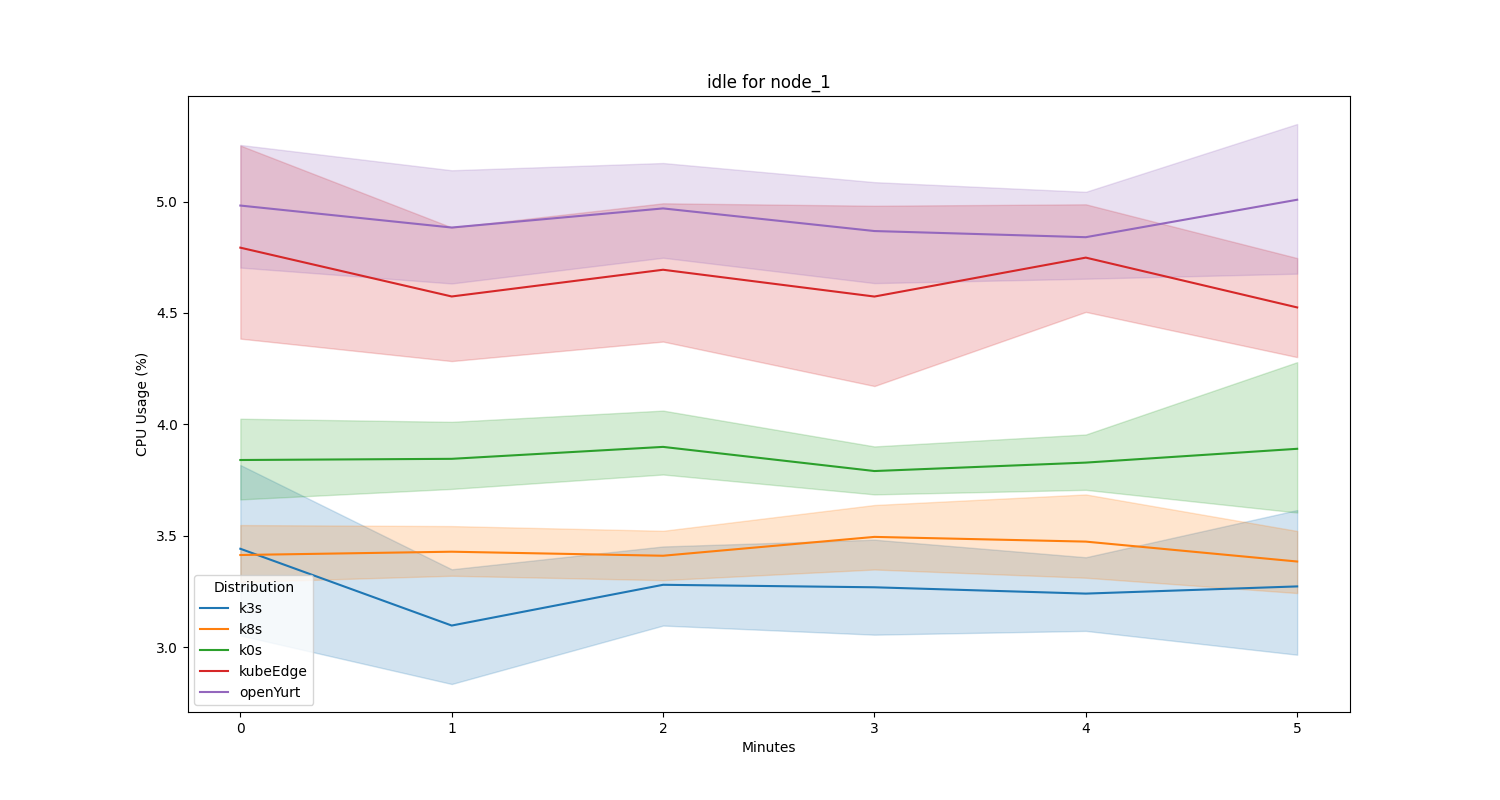 idle for node_1
CPU Usage (%)
5.0
4.5
4.0
3.5
3.0
Distribution
k3s
k8s
k0s
kubeEdge
openYurt
0 1 2 3 4 5
Minutes